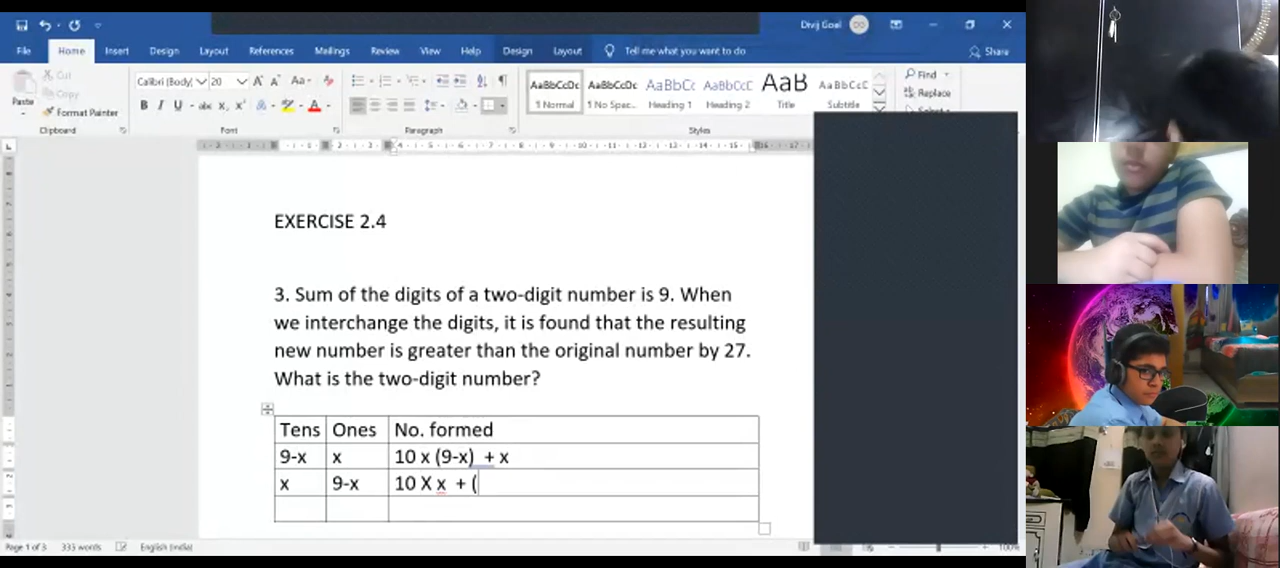 Divij Goel
File Home Insert Design Layout References Mailings Review View Help Design Layout Tell me what you want to do Share
Cut
Copy
Paste
Format Painter
Calibri (Body) 20
AaBbCcDc AaBbCcDc AaBbCc AaBbCcC AaB AaBbCcC
¶ Normal ¶ No Spac... Heading 1 Heading 2 Title Subtitle
Find
Replace
Clipboard Font Paragraph Styles
EXERCISE 2.4
3. Sum of the digits of a two-digit number is 9. When
we interchange the digits, it is found that the resulting
new number is greater than the original number by 27.
What is the two-digit number?
Tens Ones No. formed
9-x x 10 x (9-x) + x
x 9-x 10 X x + (
Page 1 of 3 333 words English (India) 100%